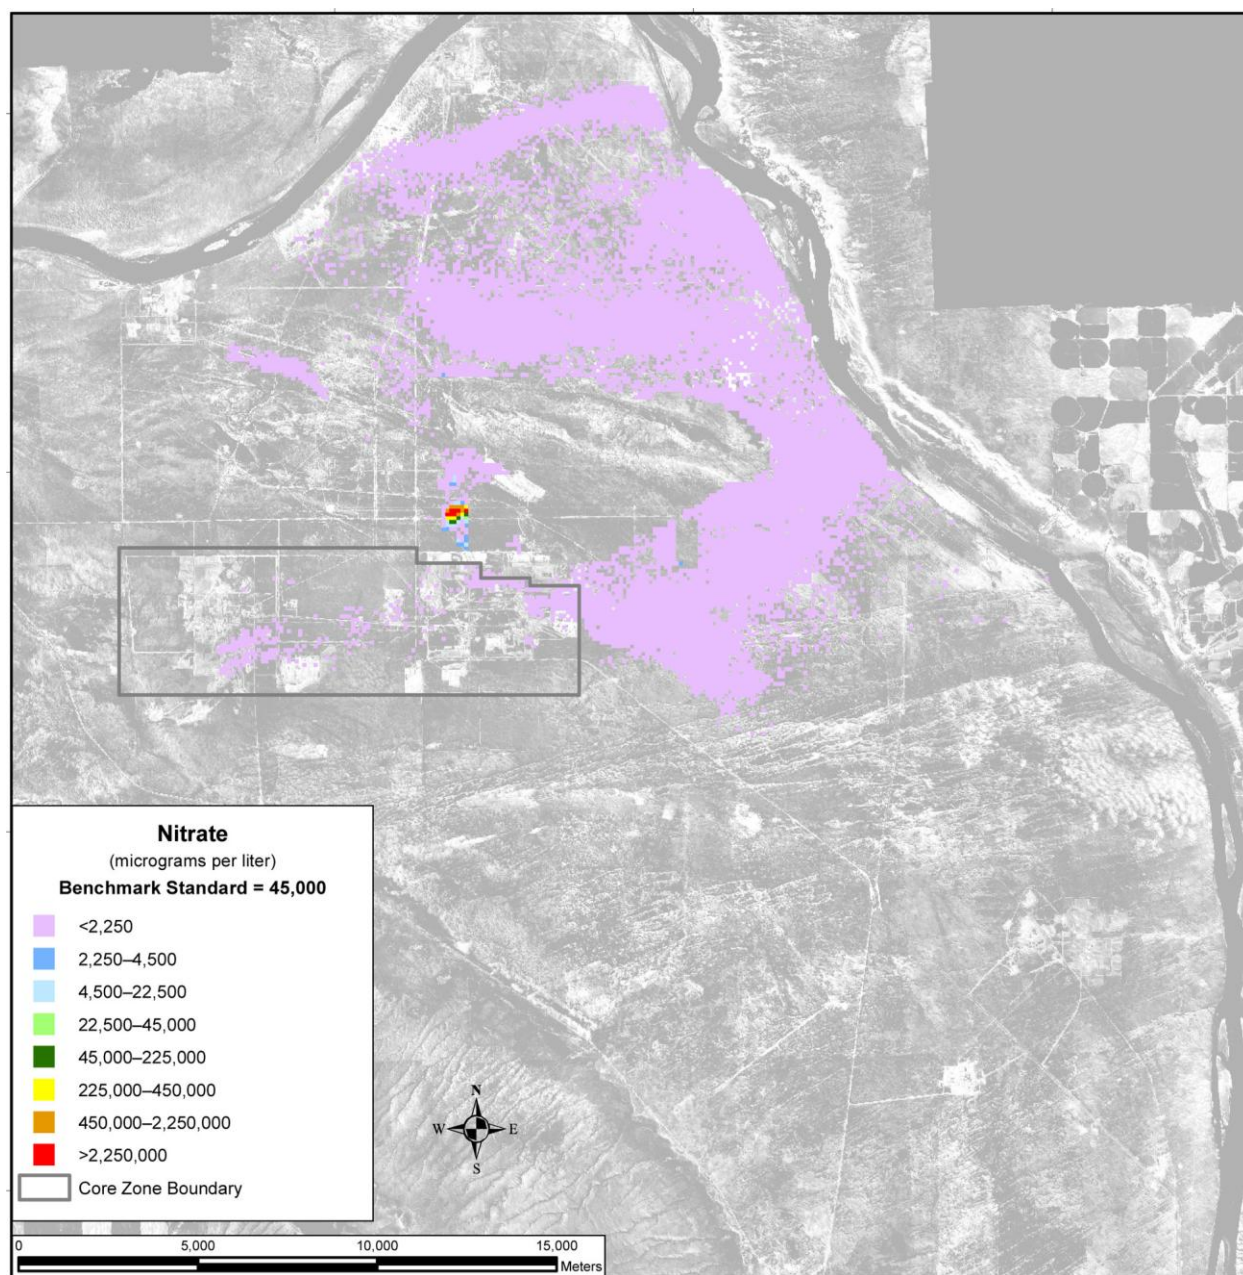 Nitrate
(micrograms per liter)
Benchmark Standard = 45,000
<2,250
2,250–4,500
4,500–22,500
22,500–45,000
45,000–225,000
225,000–450,000
450,000–2,250,000
>2,250,000
Core Zone Boundary
N
W E
S
0 5,000 10,000 15,000
Meters